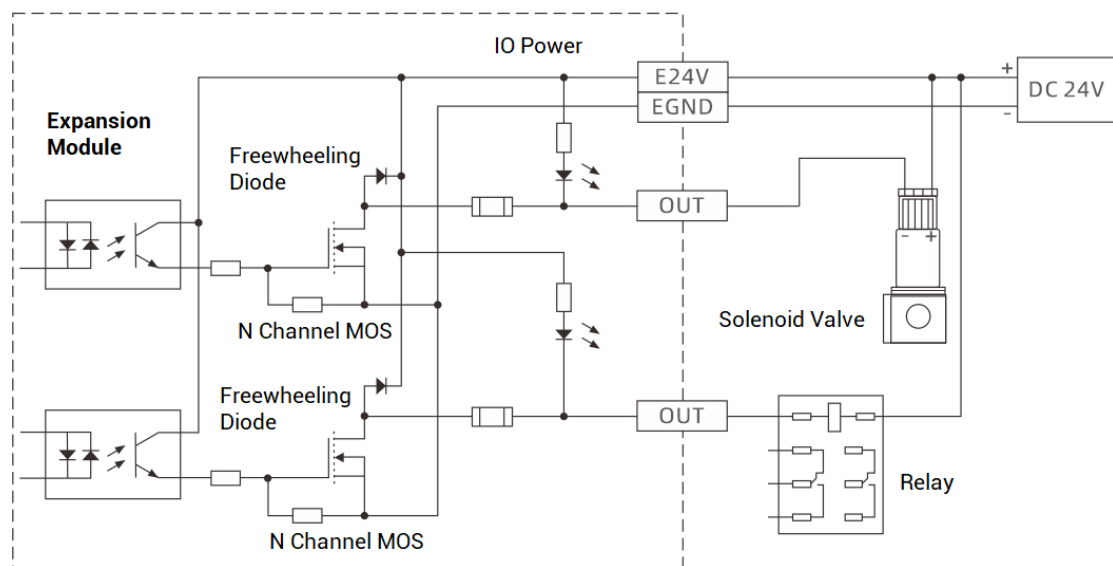 IO Power
E24V
+
DC 24V
EGND
-
Expansion
Module
Freewheeling
Diode
OUT
- +
N Channel MOS
Solenoid Valve
Freewheeling
Diode
OUT
Relay
N Channel MOS